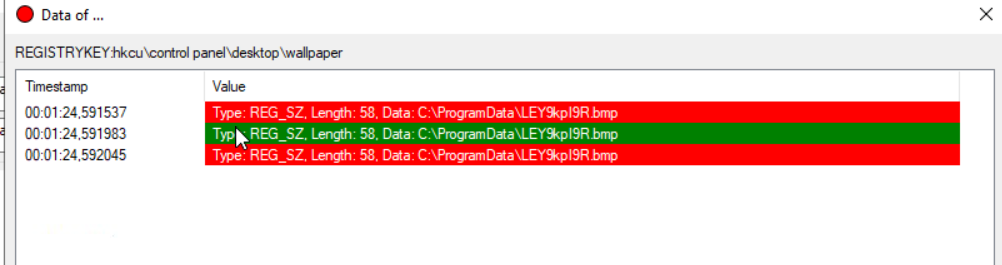 Data of ...
REGISTRYKEY:hkcu\control panel\desktop\wallpaper
Timestamp Value
00:01:24,591537 Type: REG_SZ, Length: 58, Data: C:\ProgramData\LEY9kpI9R.bmp
00:01:24,591983 Type: REG_SZ, Length: 58, Data: C:\ProgramData\LEY9kpI9R.bmp
00:01:24,592045 Type: REG_SZ, Length: 58, Data: C:\ProgramData\LEY9kpI9R.bmp